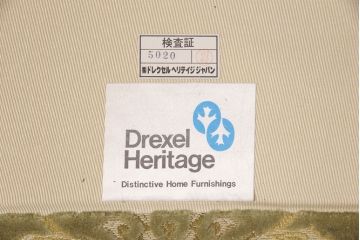 検査証
5020
㈱ドレクセルヘリテイジジャパン
Drexel
Heritage
Distinctive Home Furnishings